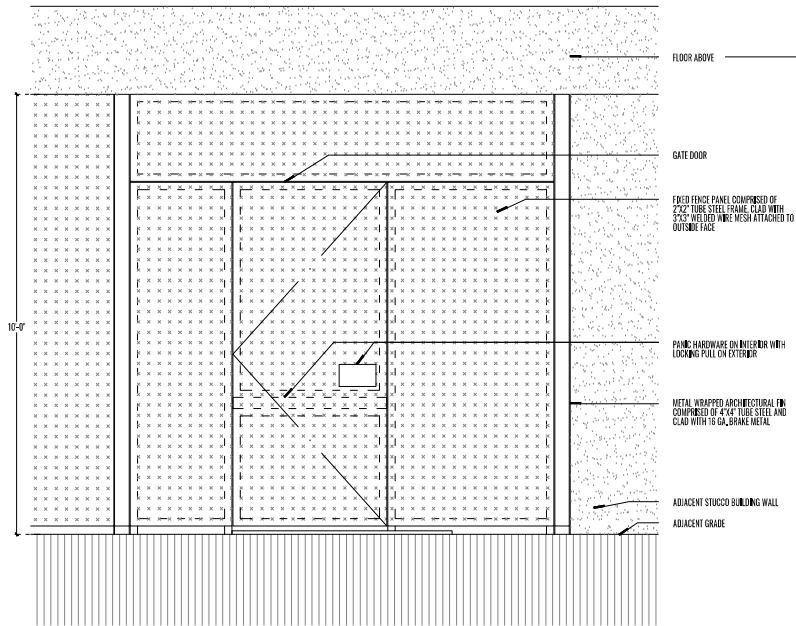 FLOOR ABOVE
GATE DOOR
FIXED FENCE PANEL COMPRISED OF
2"X2" TUBE STEEL FRAME, CLAD WITH
3"X3" WELDED WIRE MESH ATTACHED TO
OUTSIDE FACE
10'-0"
PANIC HARDWARE ON INTERIOR WITH
LOCKING PULL ON EXTERIOR
METAL WRAPPED ARCHITECTURAL FIN
COMPRISED OF 4"X4" TUBE STEEL AND
CLAD WITH 16 GA. BRAKE METAL
ADJACENT STUCCO BUILDING WALL
ADJACENT GRADE